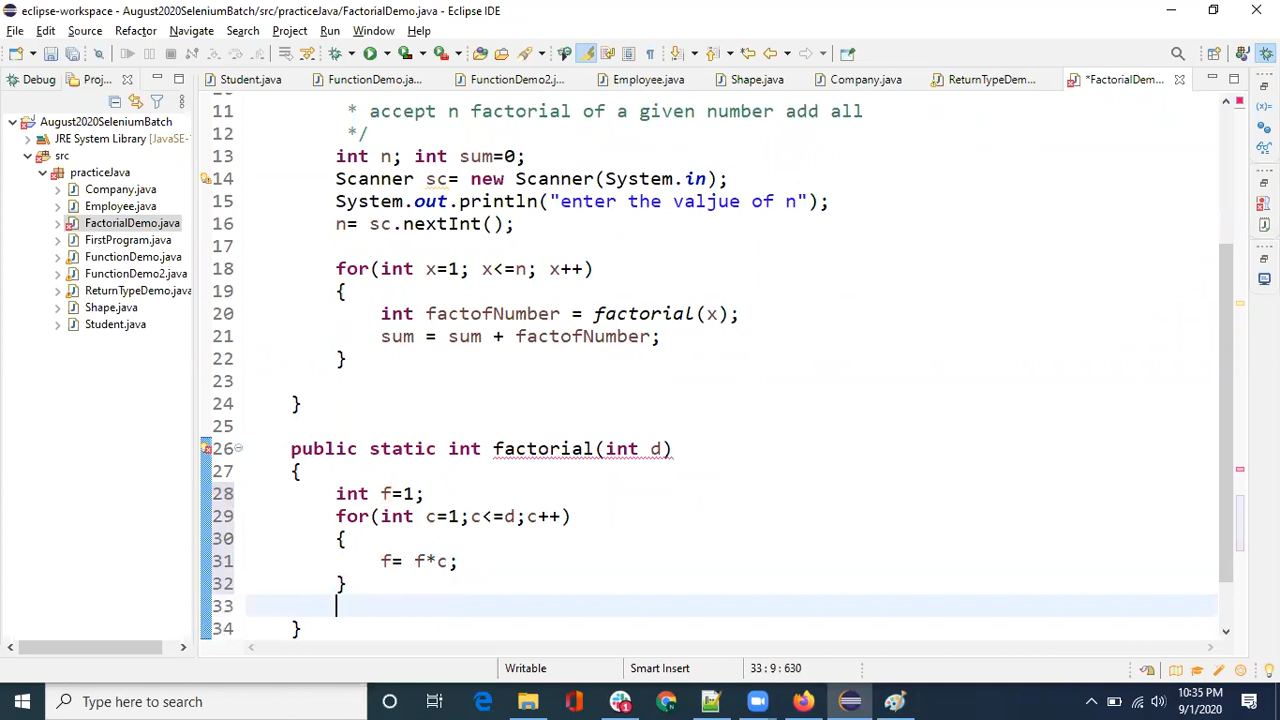 eclipse-workspace - August2020SeleniumBatch/src/practiceJava/FactorialDemo.java - Eclipse IDE
File Edit Source Refactor Navigate Search Project Run Window Help
Debug Proj...
Student.java FunctionDemo.ja... FunctionDemo2.j... Employee.java Shape.java Company.java ReturnTypeDem... *FactorialDem...
August2020SeleniumBatch
JRE System Library [JavaSE-
src
practiceJava
Company.java
Employee.java
FactorialDemo.java
FirstProgram.java
FunctionDemo.java
FunctionDemo2.java
ReturnTypeDemo.java
Shape.java
Student.java
11 * accept n factorial of a given number add all
12 */
13 int n; int sum=0;
14 Scanner sc= new Scanner(System.in);
15 System.out.println("enter the valjue of n");
16 n= sc.nextInt();
17
18 for(int x=1; x<=n; x++)
19 {
20 int factofNumber = factorial(x);
21 sum = sum + factofNumber;
22 }
23
24 }
25
26 public static int factorial(int d)
27 {
28 int f=1;
29 for(int c=1;c<=d;c++)
30 {
31 f= f*c;
32 }
33
34 }
Writable Smart Insert 33 : 9 : 630
Type here to search
10:35 PM
9/1/2020